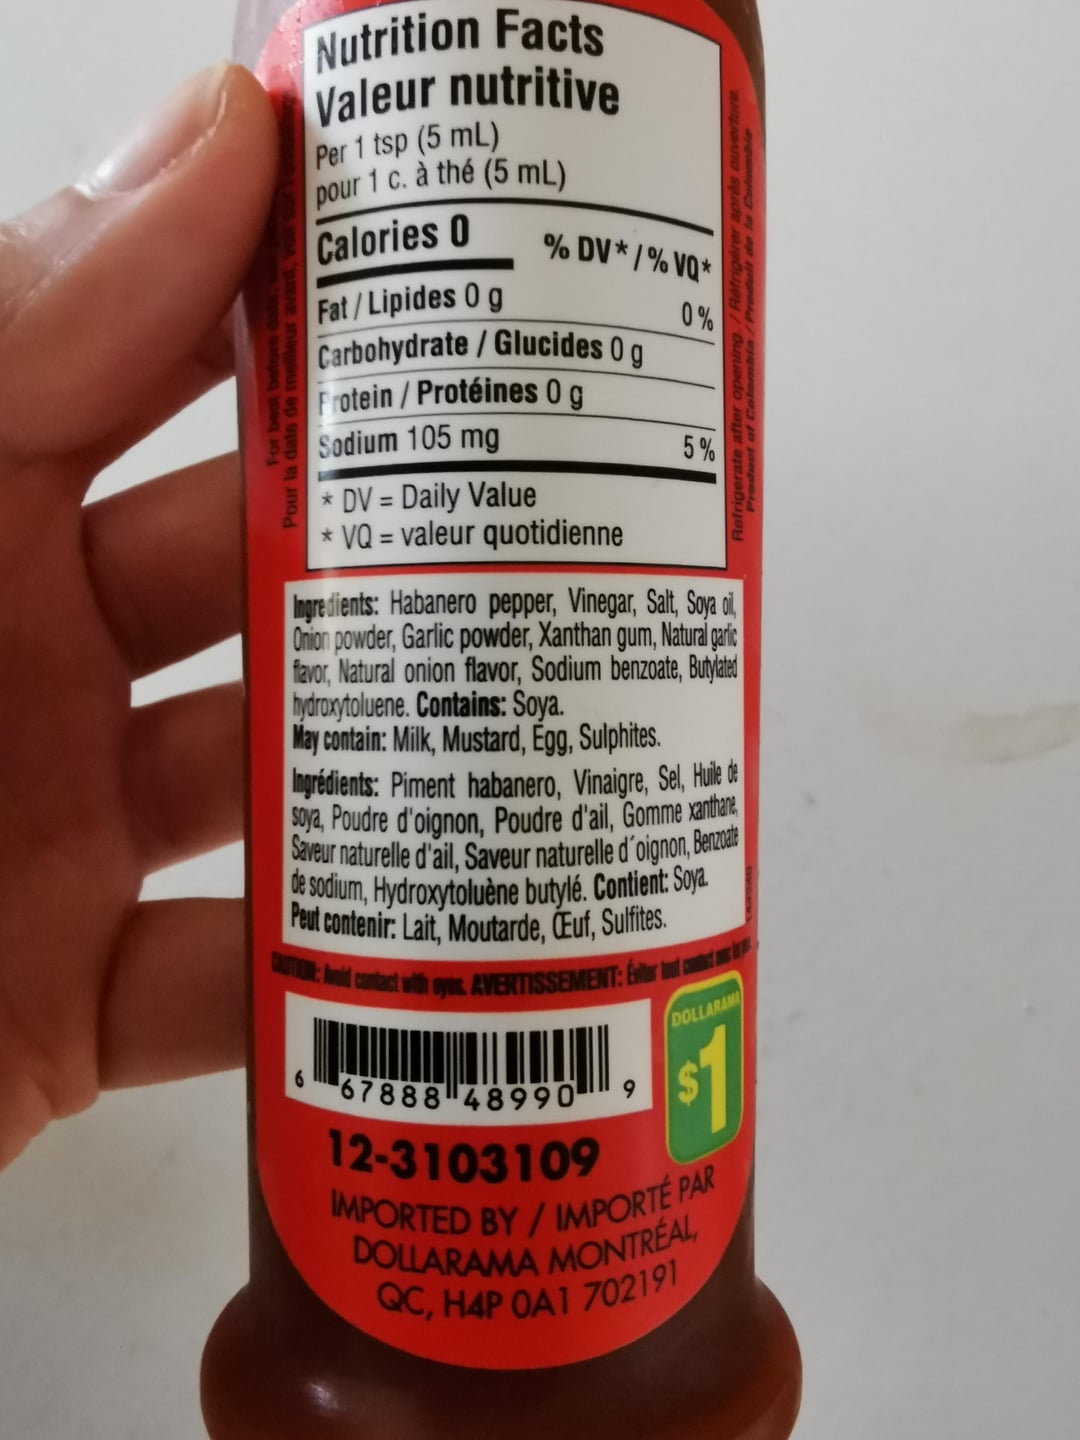 Nutrition Facts
Valeur nutritive
Per 1 tsp (5 mL)
pour 1 c. à thé (5 mL)
Calories 0
% DV* / % VQ*
Fat / Lipides 0 g 0 %
Carbohydrate / Glucides 0 g
Protein / Protéines 0 g
Sodium 105 mg 5 %
* DV = Daily Value
* VQ = valeur quotidienne
For best before date,
Pour la date de meilleur avant, voir sur
Refrigerate after opening. / Réfrigérer après ouverture.
Product of Colombia / Produit de la Colombie
Ingredients: Habanero pepper, Vinegar, Salt, Soya oil,
Onion powder, Garlic powder, Xanthan gum, Natural garlic
flavor, Natural onion flavor, Sodium benzoate, Butylated
hydroxytoluene. Contains: Soya.
May contain: Milk, Mustard, Egg, Sulphites.
Ingrédients: Piment habanero, Vinaigre, Sel, Huile de
soya, Poudre d'oignon, Poudre d'ail, Gomme xanthane,
Saveur naturelle d'ail, Saveur naturelle d´oignon, Benzoate
de sodium, Hydroxytoluène butylé. Contient: Soya.
Peut contenir: Lait, Moutarde, Œuf, Sulfites.
CAUTION: Avoid contact with eyes. AVERTISSEMENT: Éviter tout contact avec les yeux.
DOLLARAMA
$1
6 67888 48990 9
12-3103109
IMPORTED BY / IMPORTÉ PAR
DOLLARAMA MONTRÉAL,
QC, H4P 0A1 702191